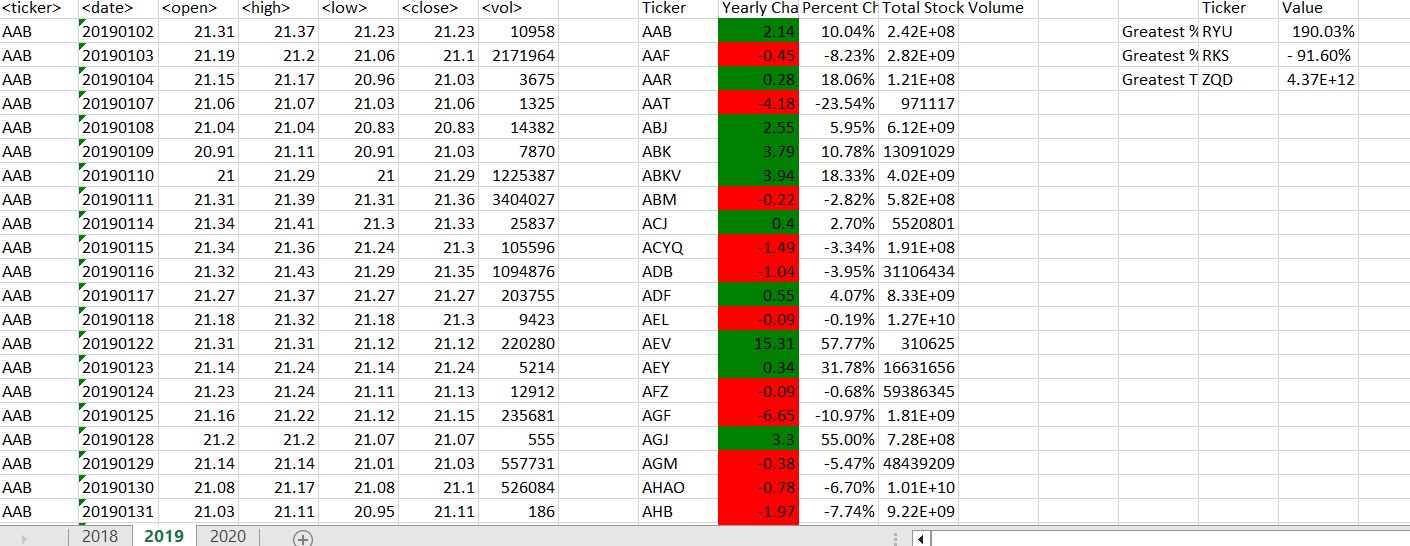 <ticker> <date> <open> <high> <low> <close> <vol> Ticker Yearly Cha Percent Ch Total Stock Volume Ticker Value
AAB 20190102 21.31 21.37 21.23 21.23 10958 AAB 2.14 10.04% 2.42E+08 Greatest % RYU 190.03%
AAB 20190103 21.19 21.2 21.06 21.1 2171964 AAF -0.45 -8.23% 2.82E+09 Greatest % RKS - 91.60%
AAB 20190104 21.15 21.17 20.96 21.03 3675 AAR 0.28 18.06% 1.21E+08 Greatest T ZQD 4.37E+12
AAB 20190107 21.06 21.07 21.03 21.06 1325 AAT -4.18 -23.54% 971117
AAB 20190108 21.04 21.04 20.83 20.83 14382 ABJ 2.55 5.95% 6.12E+09
AAB 20190109 20.91 21.11 20.91 21.03 7870 ABK 3.79 10.78% 13091029
AAB 20190110 21 21.29 21 21.29 1225387 ABKV 3.94 18.33% 4.02E+09
AAB 20190111 21.31 21.39 21.31 21.36 3404027 ABM -0.22 -2.82% 5.82E+08
AAB 20190114 21.34 21.41 21.3 21.33 25837 ACJ 0.4 2.70% 5520801
AAB 20190115 21.34 21.36 21.24 21.3 105596 ACYQ -1.49 -3.34% 1.91E+08
AAB 20190116 21.32 21.43 21.29 21.35 1094876 ADB -1.04 -3.95% 31106434
AAB 20190117 21.27 21.37 21.27 21.27 203755 ADF 0.55 4.07% 8.33E+09
AAB 20190118 21.18 21.32 21.18 21.3 9423 AEL -0.09 -0.19% 1.27E+10
AAB 20190122 21.31 21.31 21.12 21.12 220280 AEV 15.31 57.77% 310625
AAB 20190123 21.14 21.24 21.14 21.24 5214 AEY 0.34 31.78% 16631656
AAB 20190124 21.23 21.24 21.11 21.13 12912 AFZ -0.09 -0.68% 59386345
AAB 20190125 21.16 21.22 21.12 21.15 235681 AGF -6.65 -10.97% 1.81E+09
AAB 20190128 21.2 21.2 21.07 21.07 555 AGJ 3.3 55.00% 7.28E+08
AAB 20190129 21.14 21.14 21.01 21.03 557731 AGM -0.38 -5.47% 48439209
AAB 20190130 21.08 21.17 21.08 21.1 526084 AHAO -0.78 -6.70% 1.01E+10
AAB 20190131 21.03 21.11 20.95 21.11 186 AHB -1.97 -7.74% 9.22E+09
2018 2019 2020